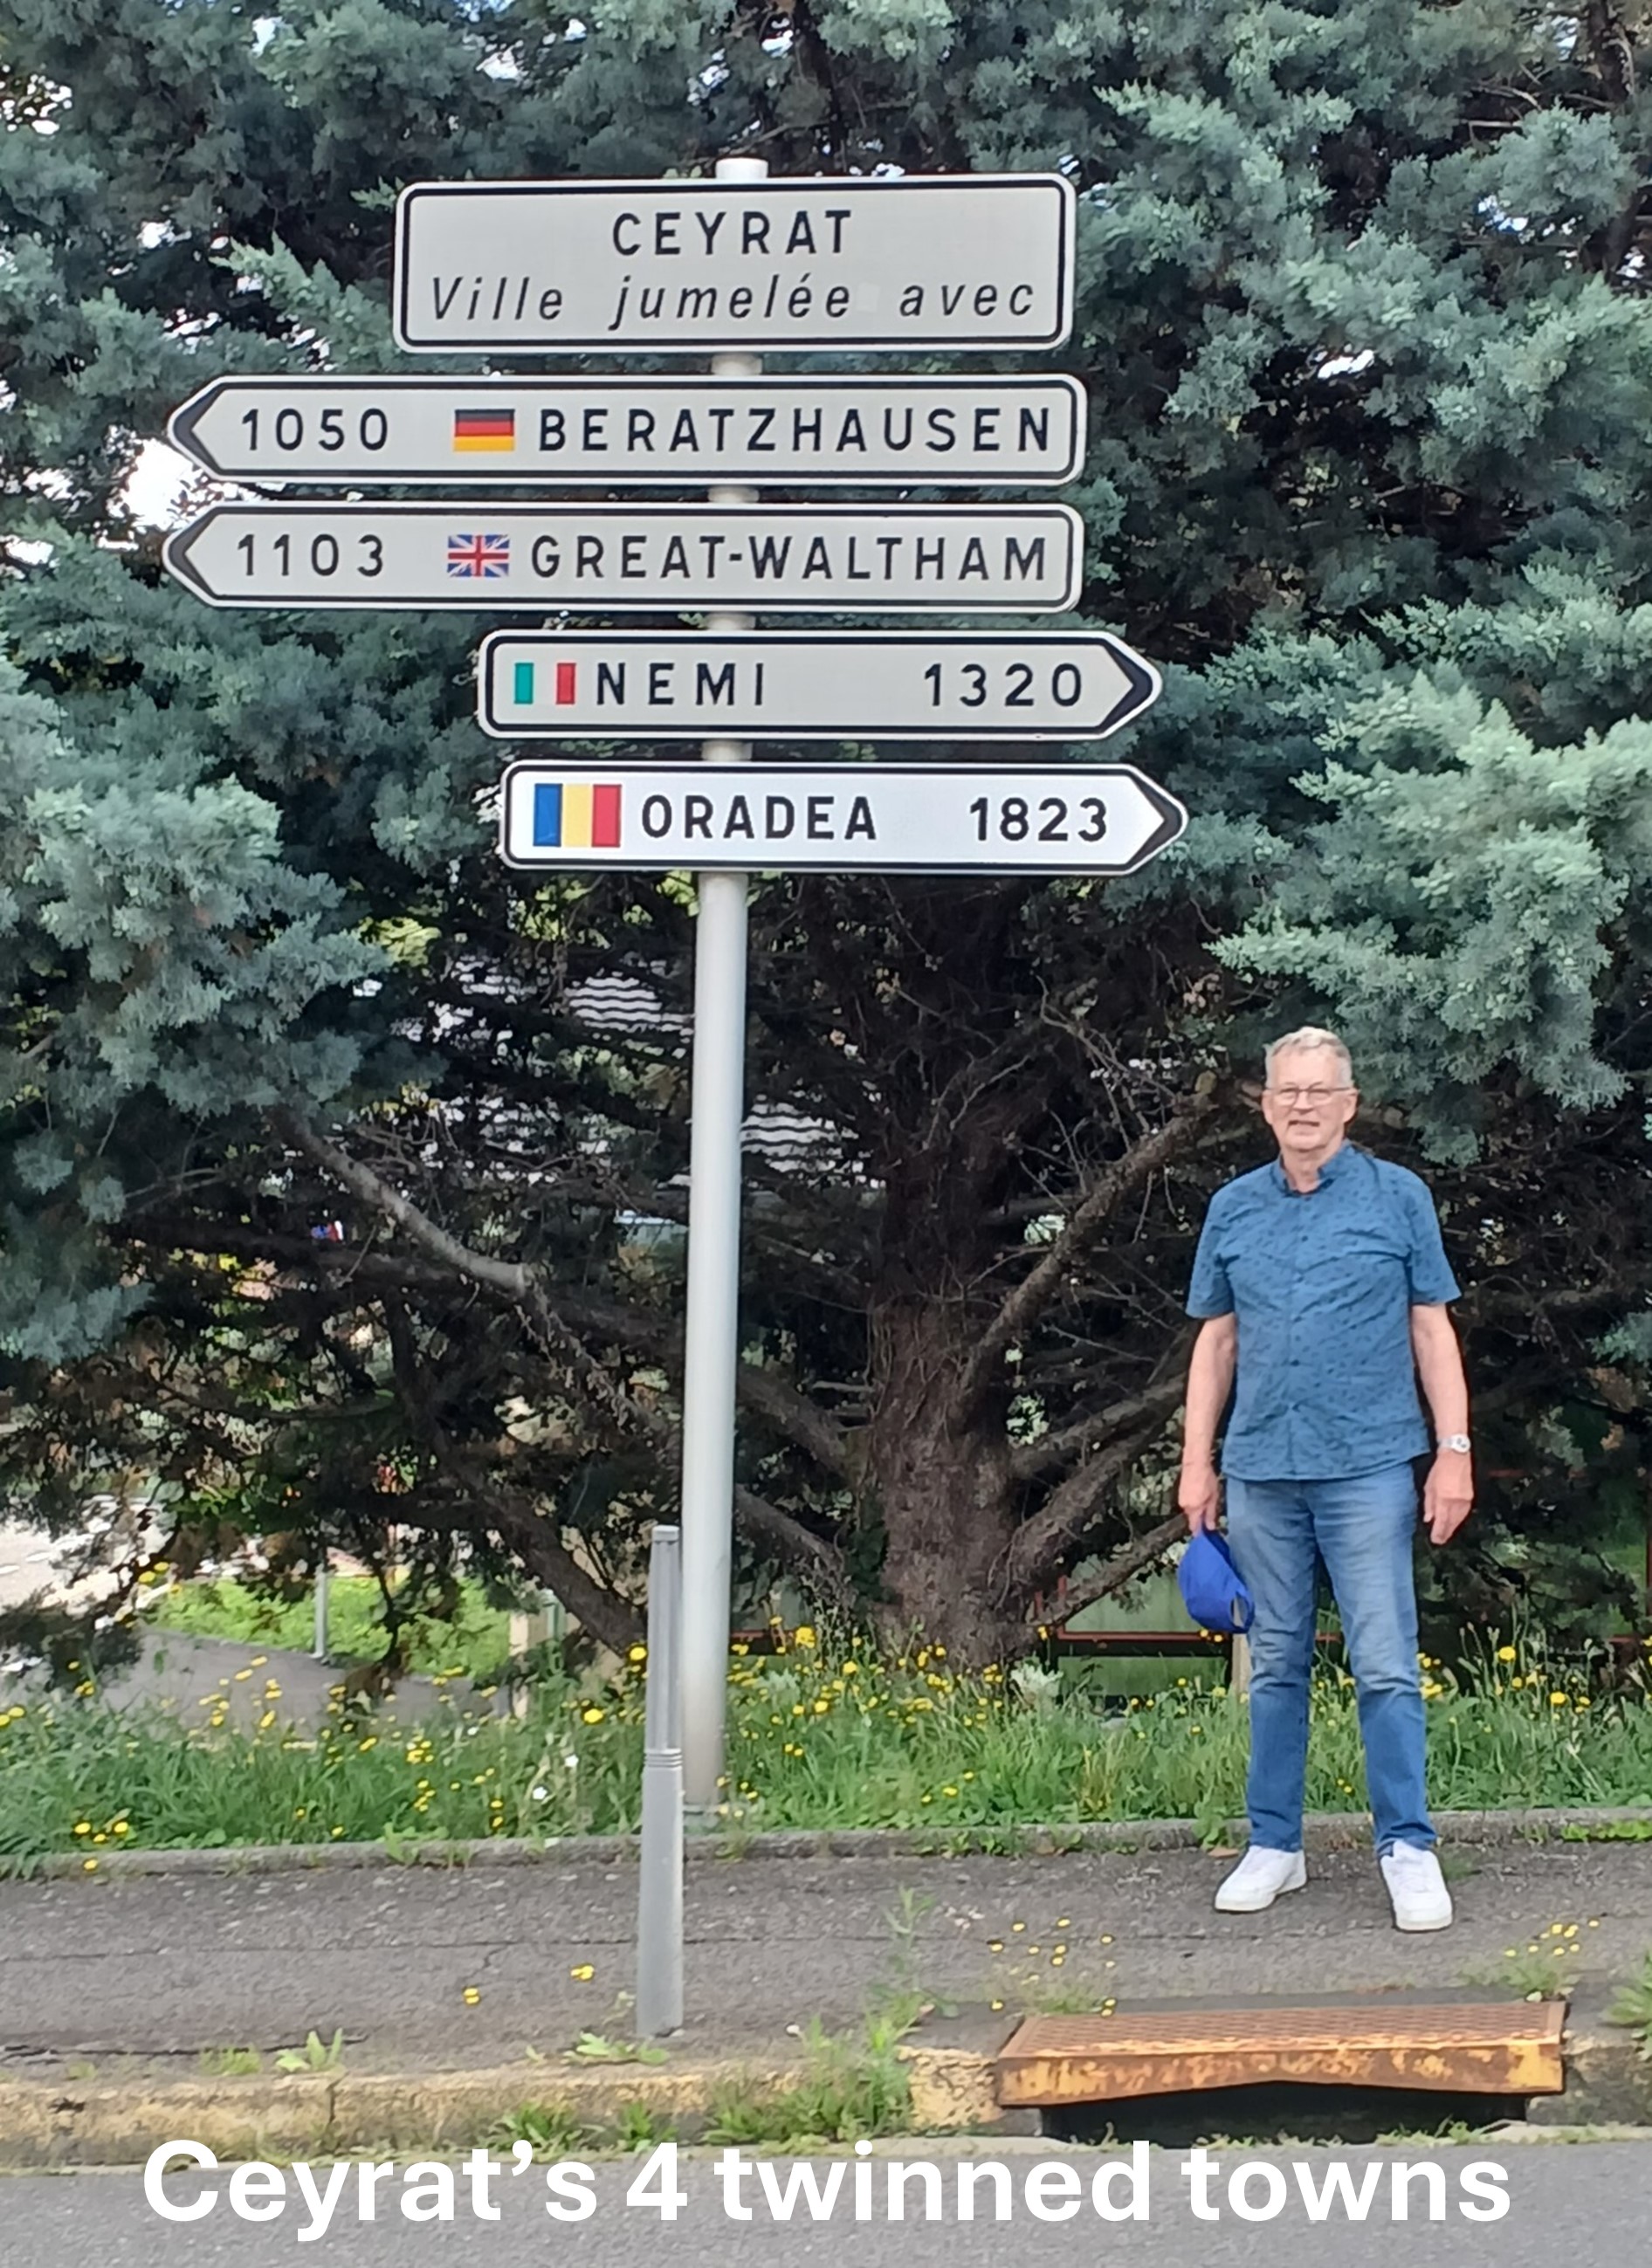 CEYRAT
Ville jumelée avec
1050 BERATZHAUSEN
1103 GREAT-WALTHAM
NEMI 1320
ORADEA 1823
Ceyrat’s 4 twinned towns